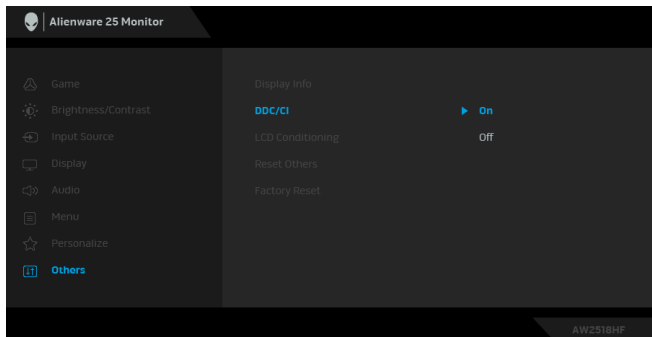 Alienware 25 Monitor
Game
Display Info
Brightness/Contrast
DDC/CI
On
Input Source
LCD Conditioning
Off
Display
Reset Others
Audio
Factory Reset
Menu
Personalize
Others
AW2518HF